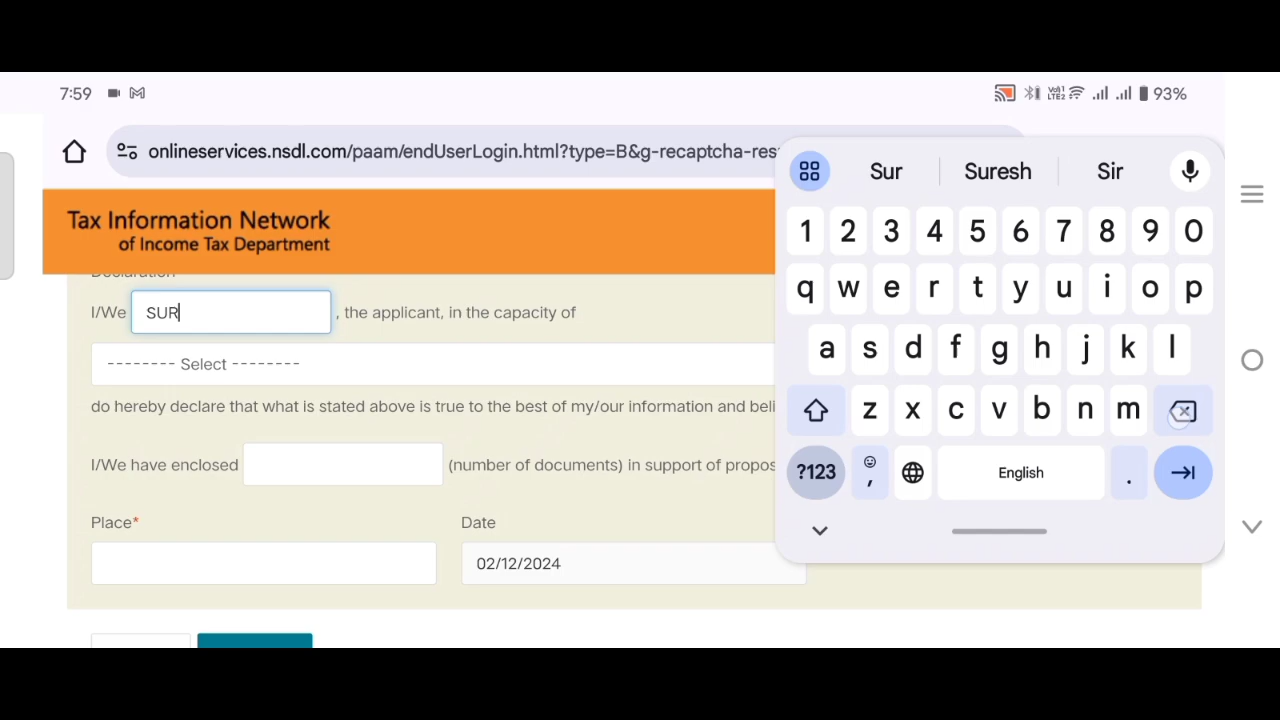 7:59
VoI) LTE2 93%
onlineservices.nsdl.com/paam/endUserLogin.html?type=B&g-recaptcha-res
Tax Information Network
of Income Tax Department
Declaration
I/We SUR , the applicant, in the capacity of
-------- Select --------
do hereby declare that what is stated above is true to the best of my/our information and beli
I/We have enclosed (number of documents) in support of propos
Place* Date
02/12/2024
Sur Suresh Sir
1 2 3 4 5 6 7 8 9 0
q w e r t y u i o p
a s d f g h j k l
z x c v b n m
?123 , English .